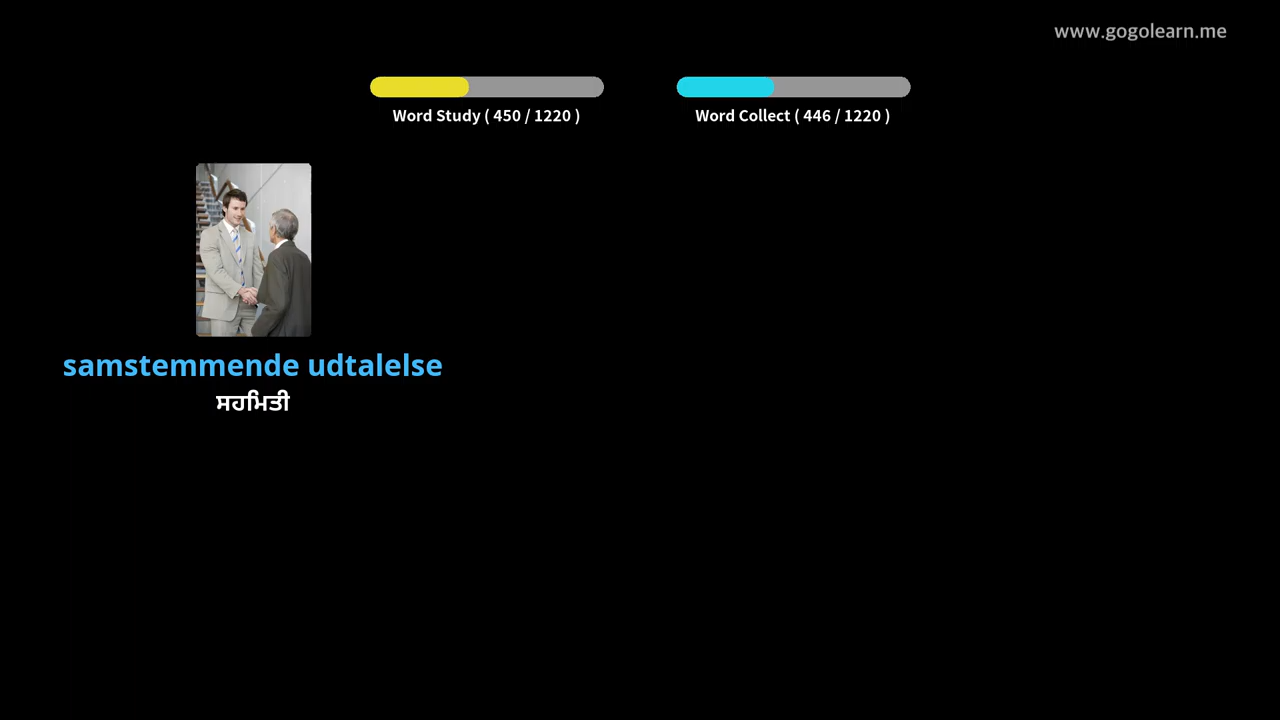 www.gogolearn.me
Word Study ( 450 / 1220 )
Word Collect ( 446 / 1220 )
samstemmende udtalelse
ਸਹਮਿਤੀ